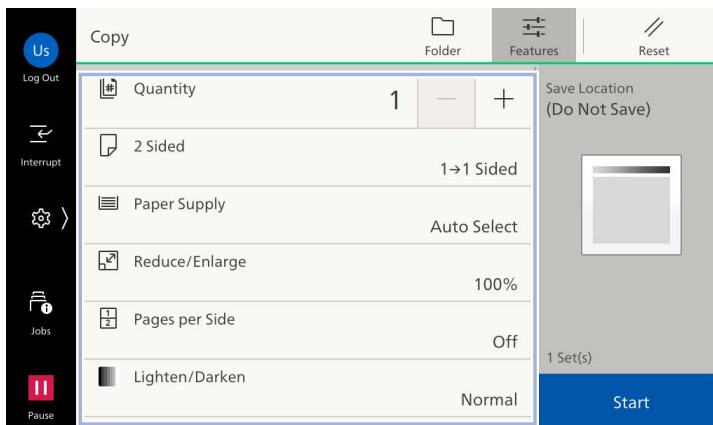 Us
Log Out
Interrupt
Jobs
Pause
Copy
Folder
Features
Reset
# Quantity
1 — +
2 Sided
1→1 Sided
Paper Supply
Auto Select
Reduce/Enlarge
100%
1
2
Pages per Side
Off
Lighten/Darken
Normal
Save Location
(Do Not Save)
1 Set(s)
Start